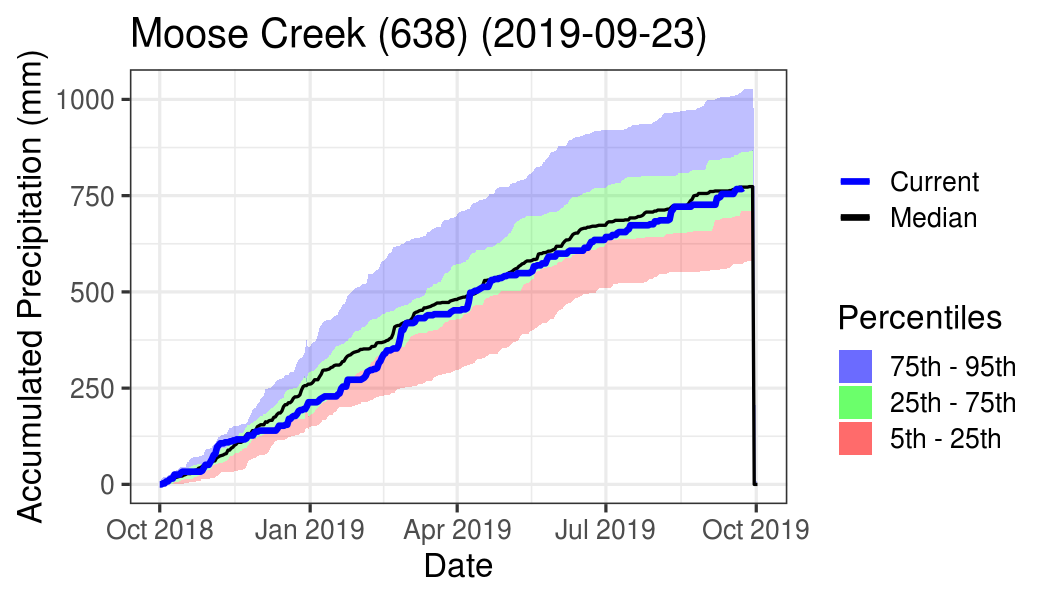 Moose Creek (638) (2019-09-23)
Accumulated Precipitation (mm)
1000
750
500
250
0
Oct 2018
Jan 2019
Apr 2019
Jul 2019
Oct 2019
Date
Current
Median
Percentiles
75th - 95th
25th - 75th
5th - 25th